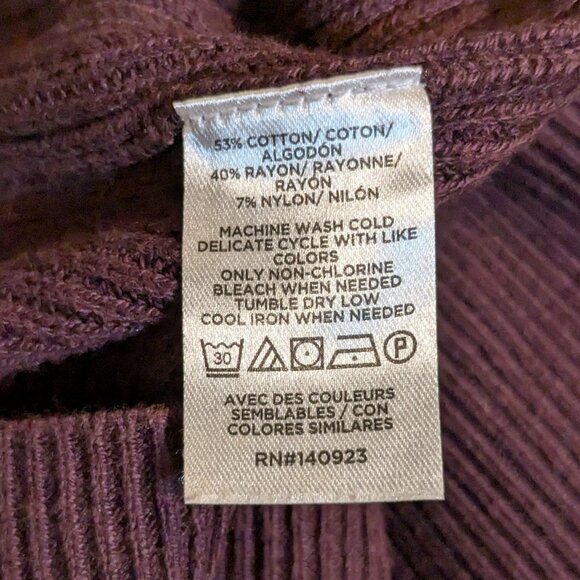 53% COTTON/ COTON/
ALGODÓN
40% RAYON/ RAYONNE/
RAYÓN
7% NYLON/ NILÓN
MACHINE WASH COLD
DELICATE CYCLE WITH LIKE
COLORS
ONLY NON-CHLORINE
BLEACH WHEN NEEDED
TUMBLE DRY LOW
COOL IRON WHEN NEEDED
30 P
AVEC DES COULEURS
SEMBLABLES / CON
COLORES SIMILARES
RN#140923